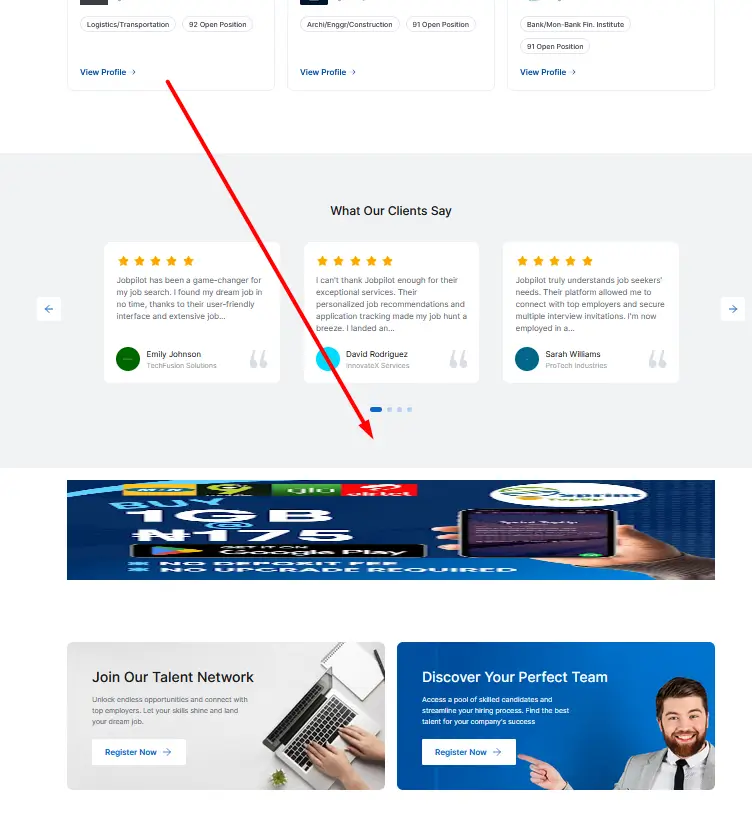 Logistics/Transportation
92 Open Position
Archi/Enggr/Construction
91 Open Position
Bank/Mon-Bank Fin. Institute
91 Open Position
View Profile
View Profile
View Profile
What Our Clients Say
Jobpilot has been a game-changer for
my job search. I found my dream job in
no time, thanks to their user-friendly
interface and extensive job...
Emily Johnson
TechFusion Solutions
I can't thank Jobpilot enough for their
exceptional services. Their
personalized job recommendations and
application tracking made my job hunt a
breeze. I landed an...
David Rodriguez
InnovateX Services
Jobpilot truly understands job seekers'
needs. Their platform allowed me to
connect with top employers and secure
multiple interview invitations. I'm now
employed in a...
Sarah Williams
ProTech Industries
glo
airtel
BUY
1GB
@
₦175
GET IT ON
Google Play
NO DEPOSIT FEE
NO UPGRADE REQUIRED
Join Our Talent Network
Unlock endless opportunities and connect with
top employers. Let your skills shine and land
your dream job.
Register Now
Discover Your Perfect Team
Access a pool of skilled candidates and
streamline your hiring process. Find the best
talent for your company's success
Register Now